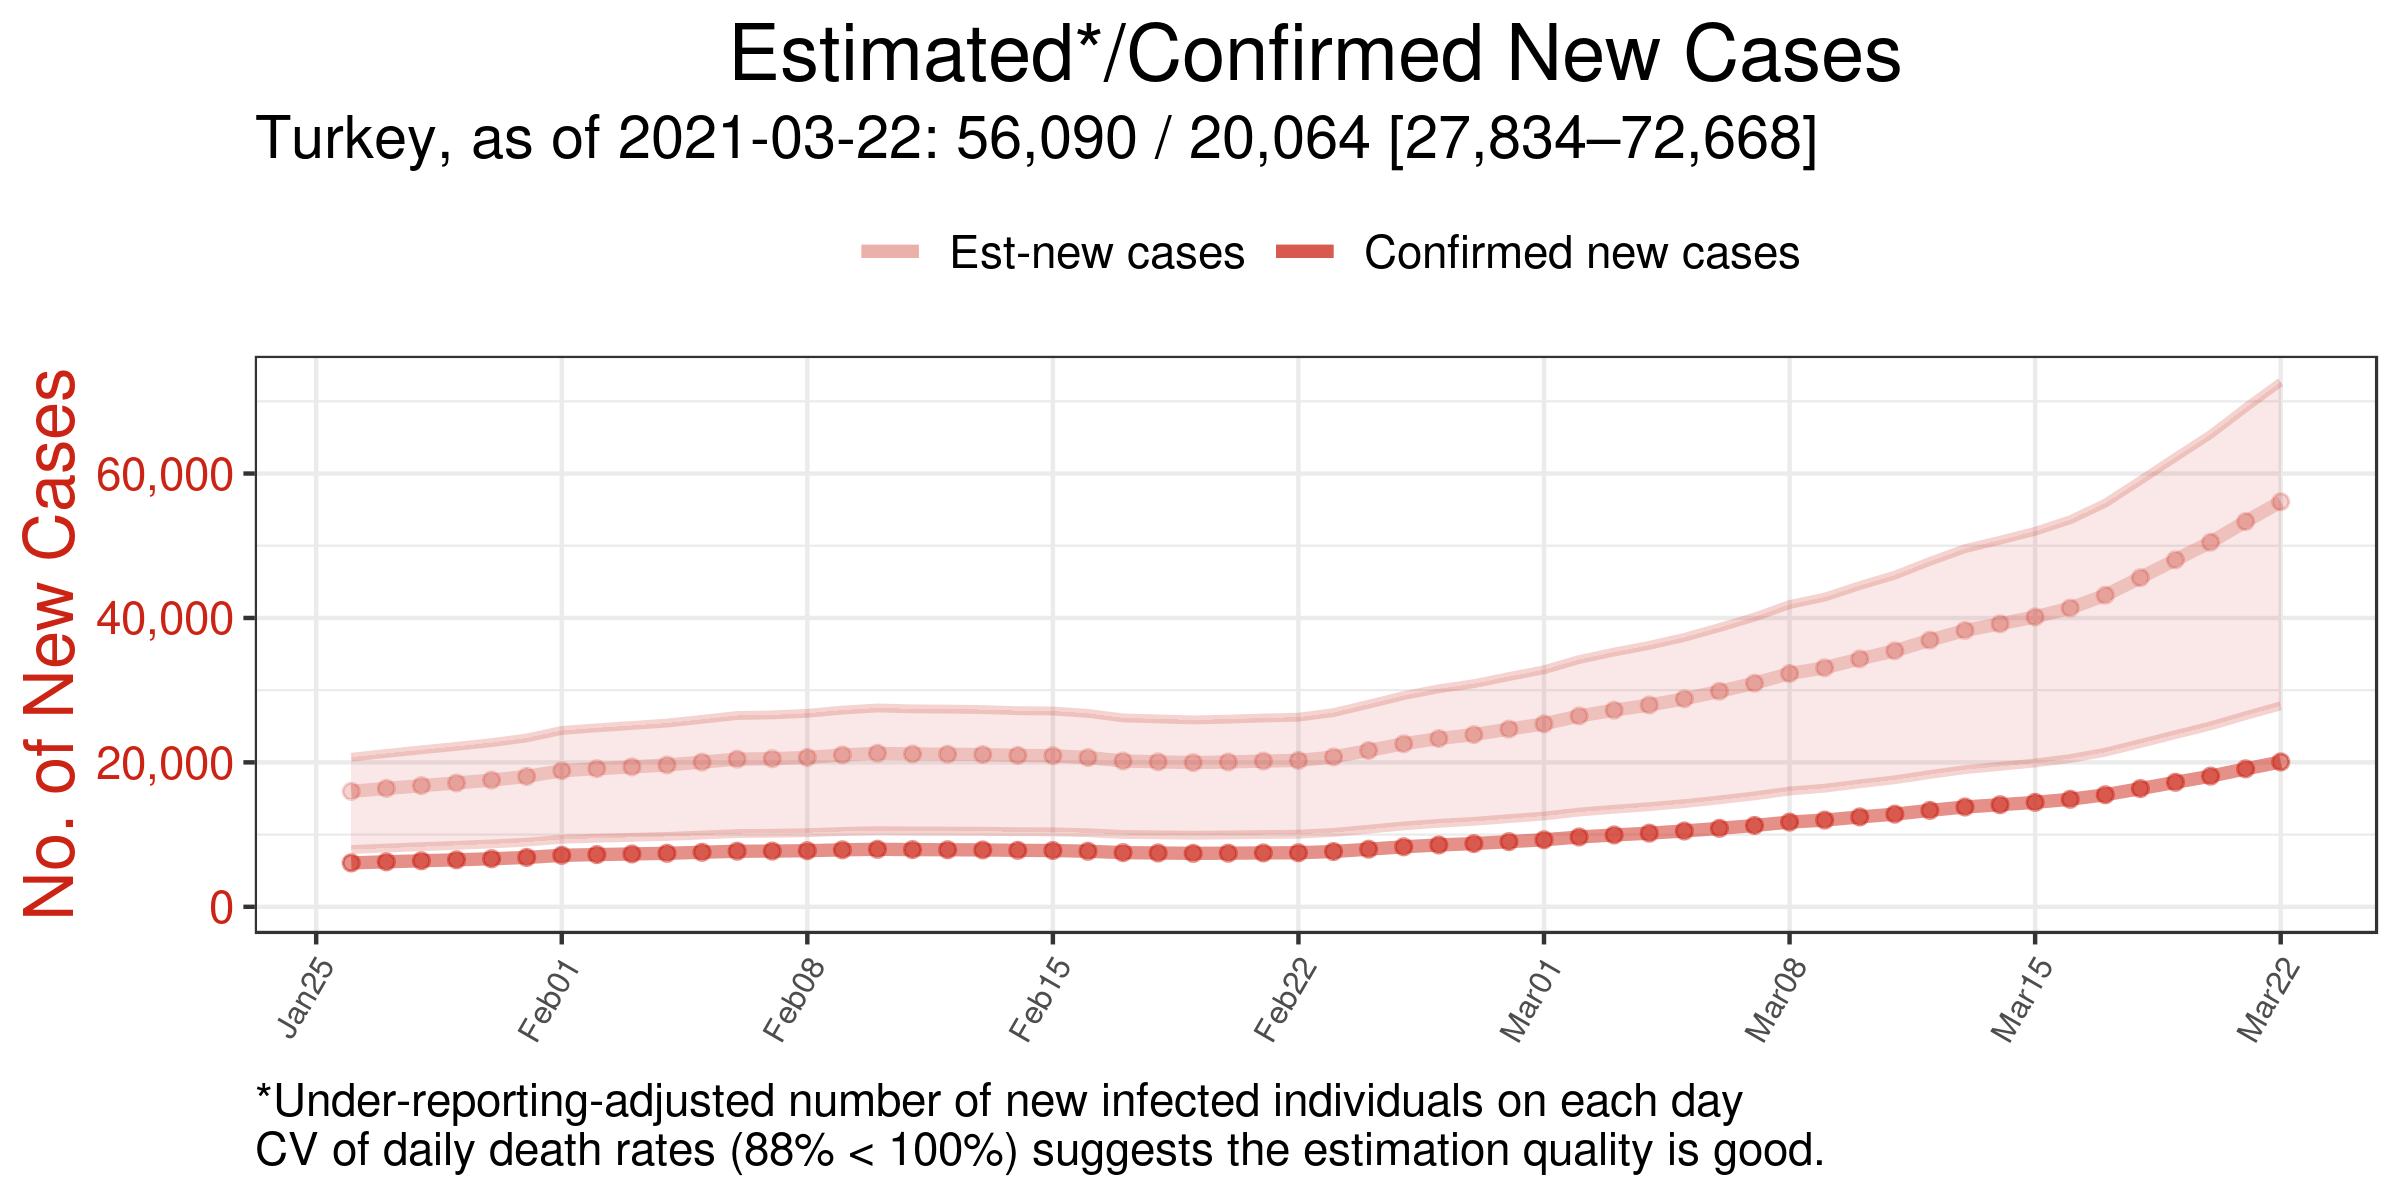 Estimated*/Confirmed New Cases
Turkey, as of 2021-03-22: 56,090 / 20,064 [27,834–72,668]
Est-new cases Confirmed new cases
No. of New Cases
60,000
40,000
20,000
0
Jan25 Feb01 Feb08 Feb15 Feb22 Mar01 Mar08 Mar15 Mar22
*Under-reporting-adjusted number of new infected individuals on each day
CV of daily death rates (88% < 100%) suggests the estimation quality is good.